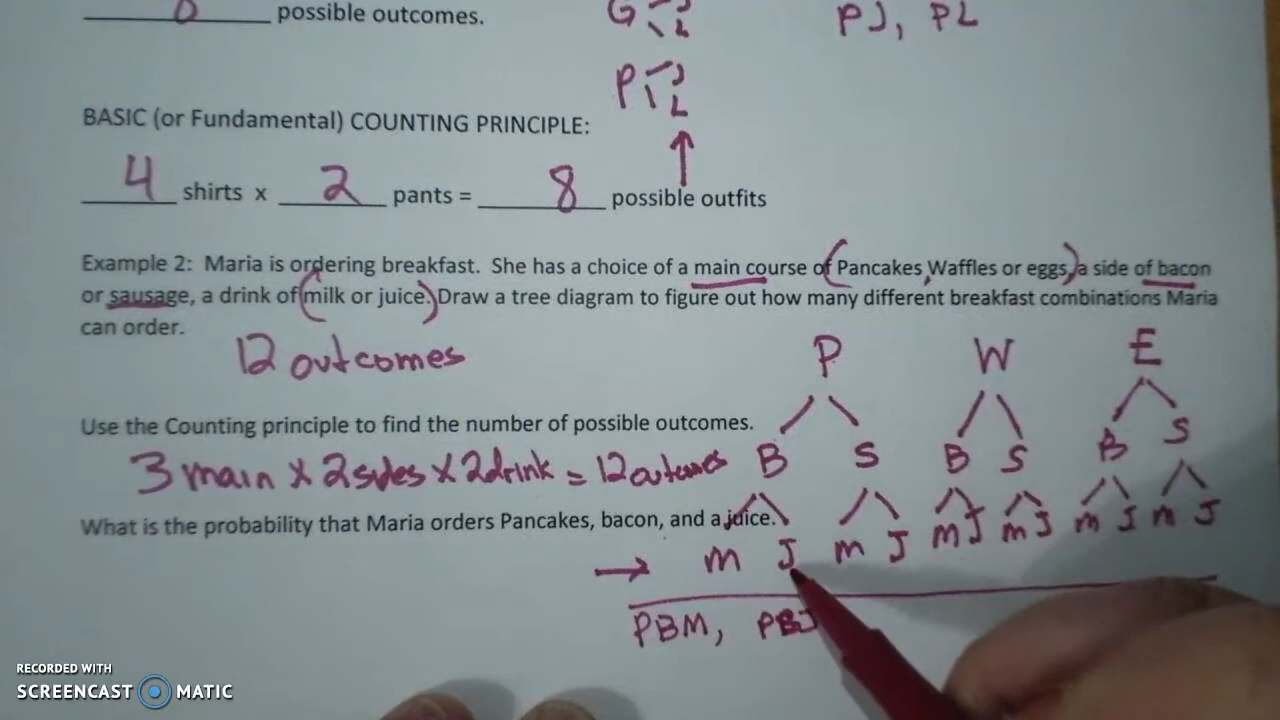 8 possible outcomes.
G J L
PJ, PL
P J L
BASIC (or Fundamental) COUNTING PRINCIPLE:
4 shirts x 2 pants = 8 possible outfits
Example 2: Maria is ordering breakfast. She has a choice of a main course of (Pancakes, Waffles or eggs,) a side of bacon
or sausage, a drink of (milk or juice.) Draw a tree diagram to figure out how many different breakfast combinations Maria
can order.
12 outcomes
P W E
Use the Counting principle to find the number of possible outcomes.
3 main x 2 sides x 2 drink = 12 outcomes
B S B S B S
What is the probability that Maria orders Pancakes, bacon, and a juice.
→ m J m J m J m J m J m J
PBM, PBJ
RECORDED WITH
SCREENCAST MATIC